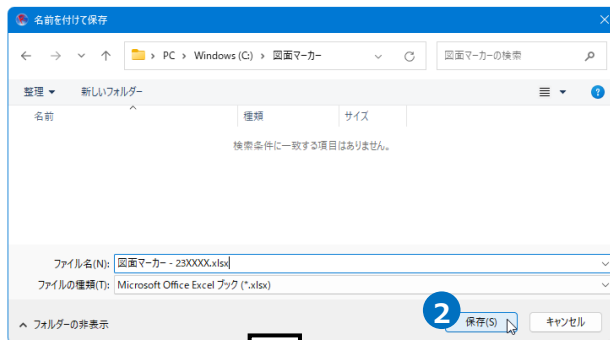 名前を付けて保存
PC › Windows (C:) › 図面マーカー
図面マーカーの検索
整理 新しいフォルダー
?
名前 種類 サイズ
検索条件に一致する項目はありません。
ファイル名(N): 図面マーカー - 23XXXX.xlsx
ファイルの種類(T): Microsoft Office Excel ブック (*.xlsx)
フォルダーの非表示
2
保存(S)
キャンセル